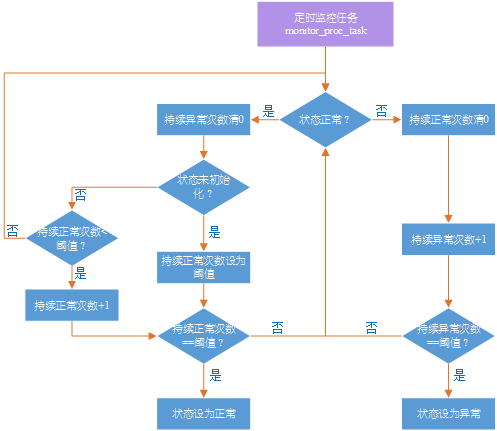 定时监控任务
monitor_proc_task
是
否
持续异常次数清0
状态正常？
持续正常次数清0
状态未初始
化？
否
是
否
持续正常次数<
阈值？
持续异常次数+1
持续正常次数设为
阈值
是
持续正常次数+1
持续正常次数
==阈值？
否
否
持续异常次数
==阈值？
是
是
状态设为正常
状态设为异常